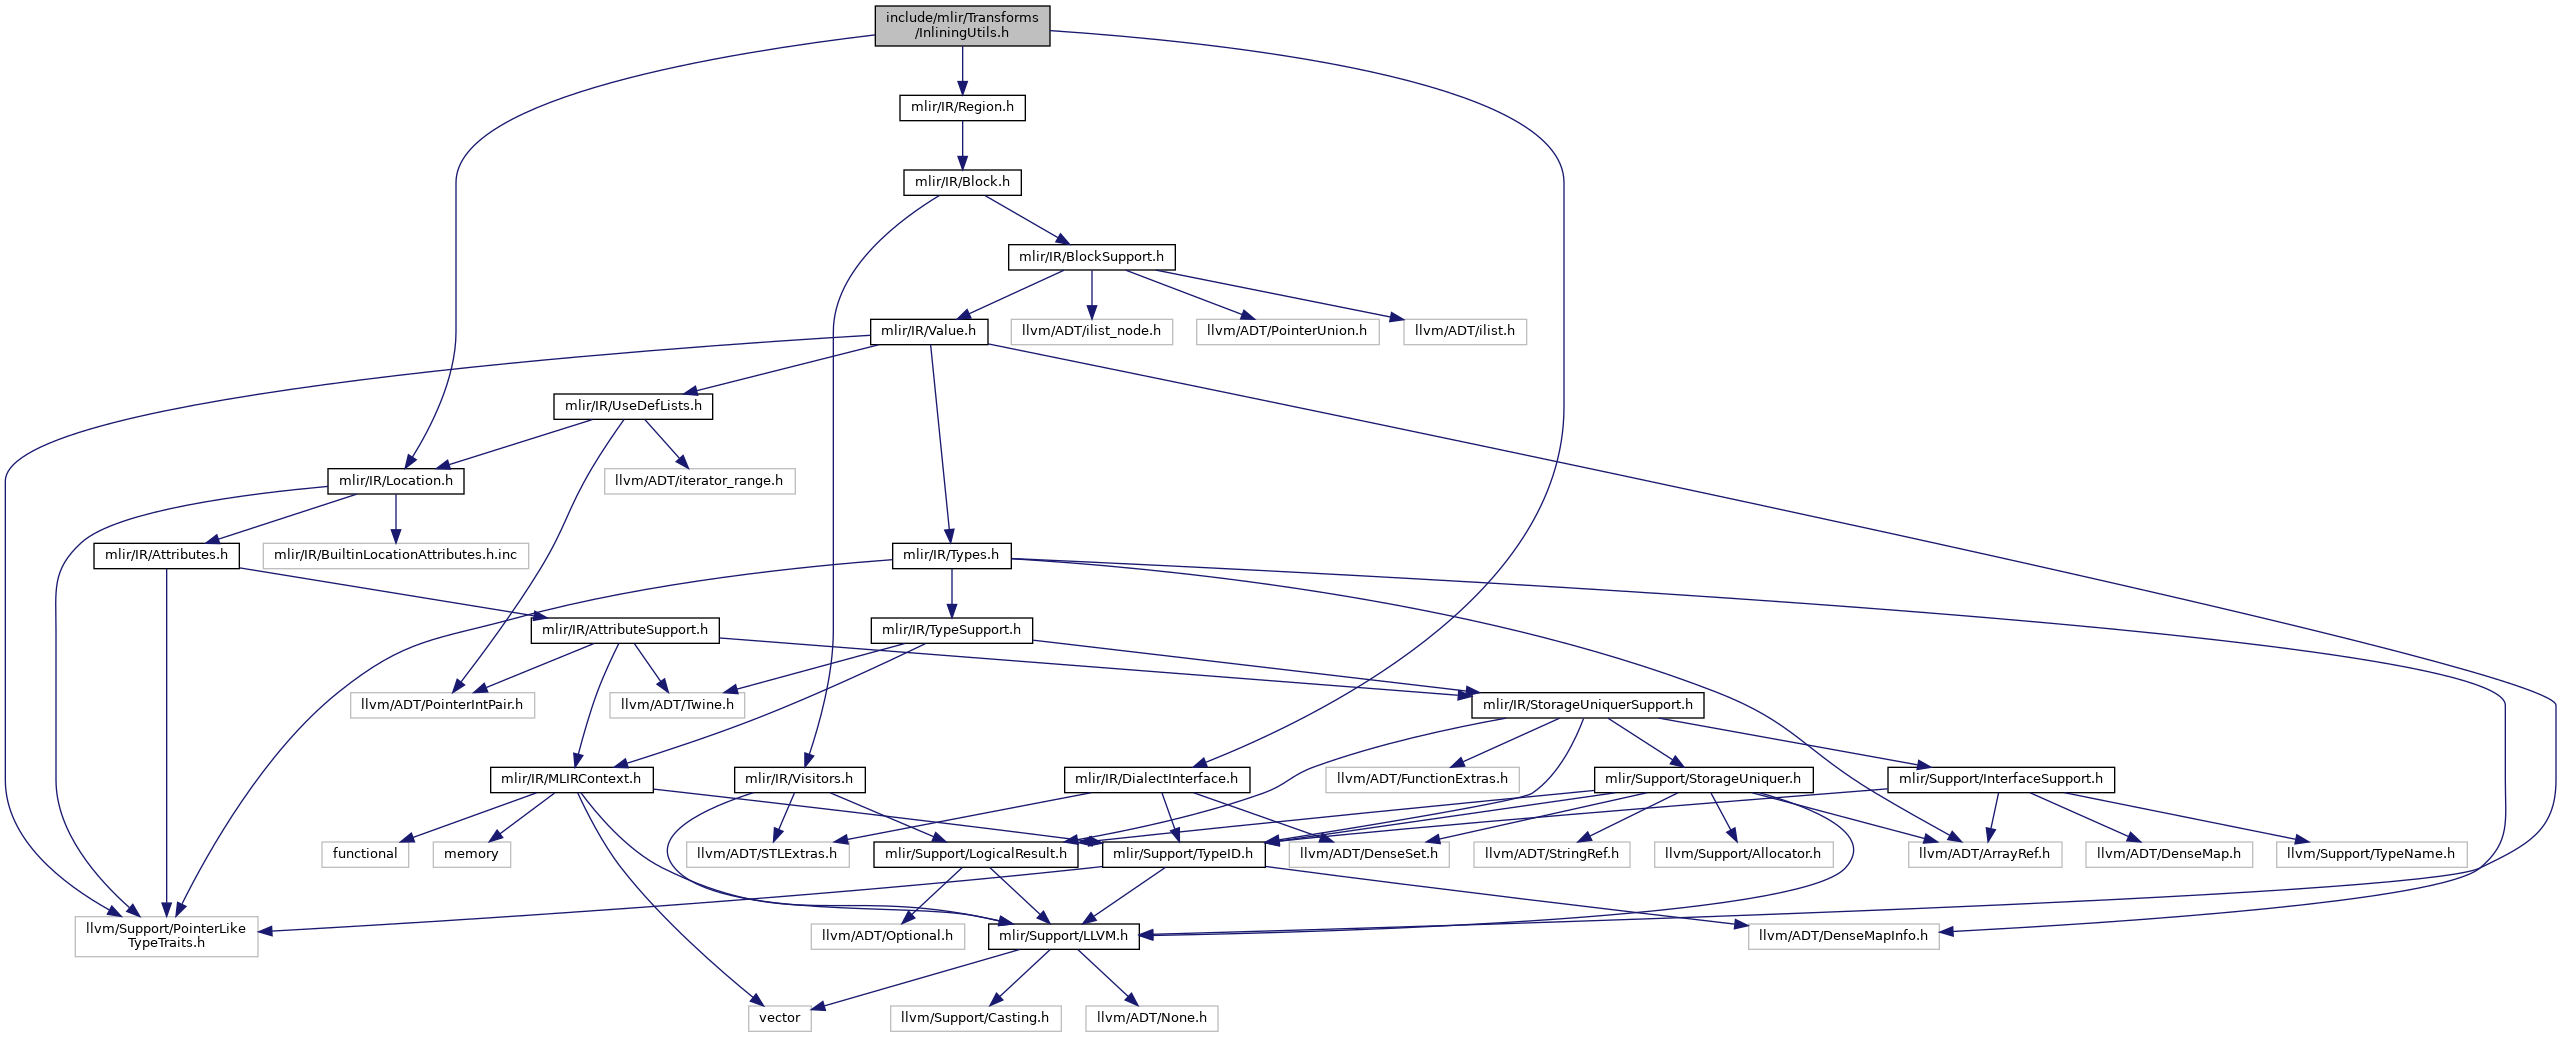 include/mlir/Transforms
/InliningUtils.h
mlir/IR/Region.h
mlir/IR/Block.h
mlir/IR/BlockSupport.h
mlir/IR/Value.h
llvm/ADT/ilist_node.h
llvm/ADT/PointerUnion.h
llvm/ADT/ilist.h
mlir/IR/UseDefLists.h
mlir/IR/Location.h
llvm/ADT/iterator_range.h
mlir/IR/Attributes.h
mlir/IR/BuiltinLocationAttributes.h.inc
mlir/IR/Types.h
mlir/IR/AttributeSupport.h
mlir/IR/TypeSupport.h
llvm/ADT/PointerIntPair.h
llvm/ADT/Twine.h
mlir/IR/StorageUniquerSupport.h
mlir/IR/MLIRContext.h
mlir/IR/Visitors.h
mlir/IR/DialectInterface.h
llvm/ADT/FunctionExtras.h
mlir/Support/StorageUniquer.h
mlir/Support/InterfaceSupport.h
functional
memory
llvm/ADT/STLExtras.h
mlir/Support/LogicalResult.h
mlir/Support/TypeID.h
llvm/ADT/DenseSet.h
llvm/ADT/StringRef.h
llvm/Support/Allocator.h
llvm/ADT/ArrayRef.h
llvm/ADT/DenseMap.h
llvm/Support/TypeName.h
llvm/Support/PointerLike
TypeTraits.h
llvm/ADT/Optional.h
mlir/Support/LLVM.h
llvm/ADT/DenseMapInfo.h
vector
llvm/Support/Casting.h
llvm/ADT/None.h